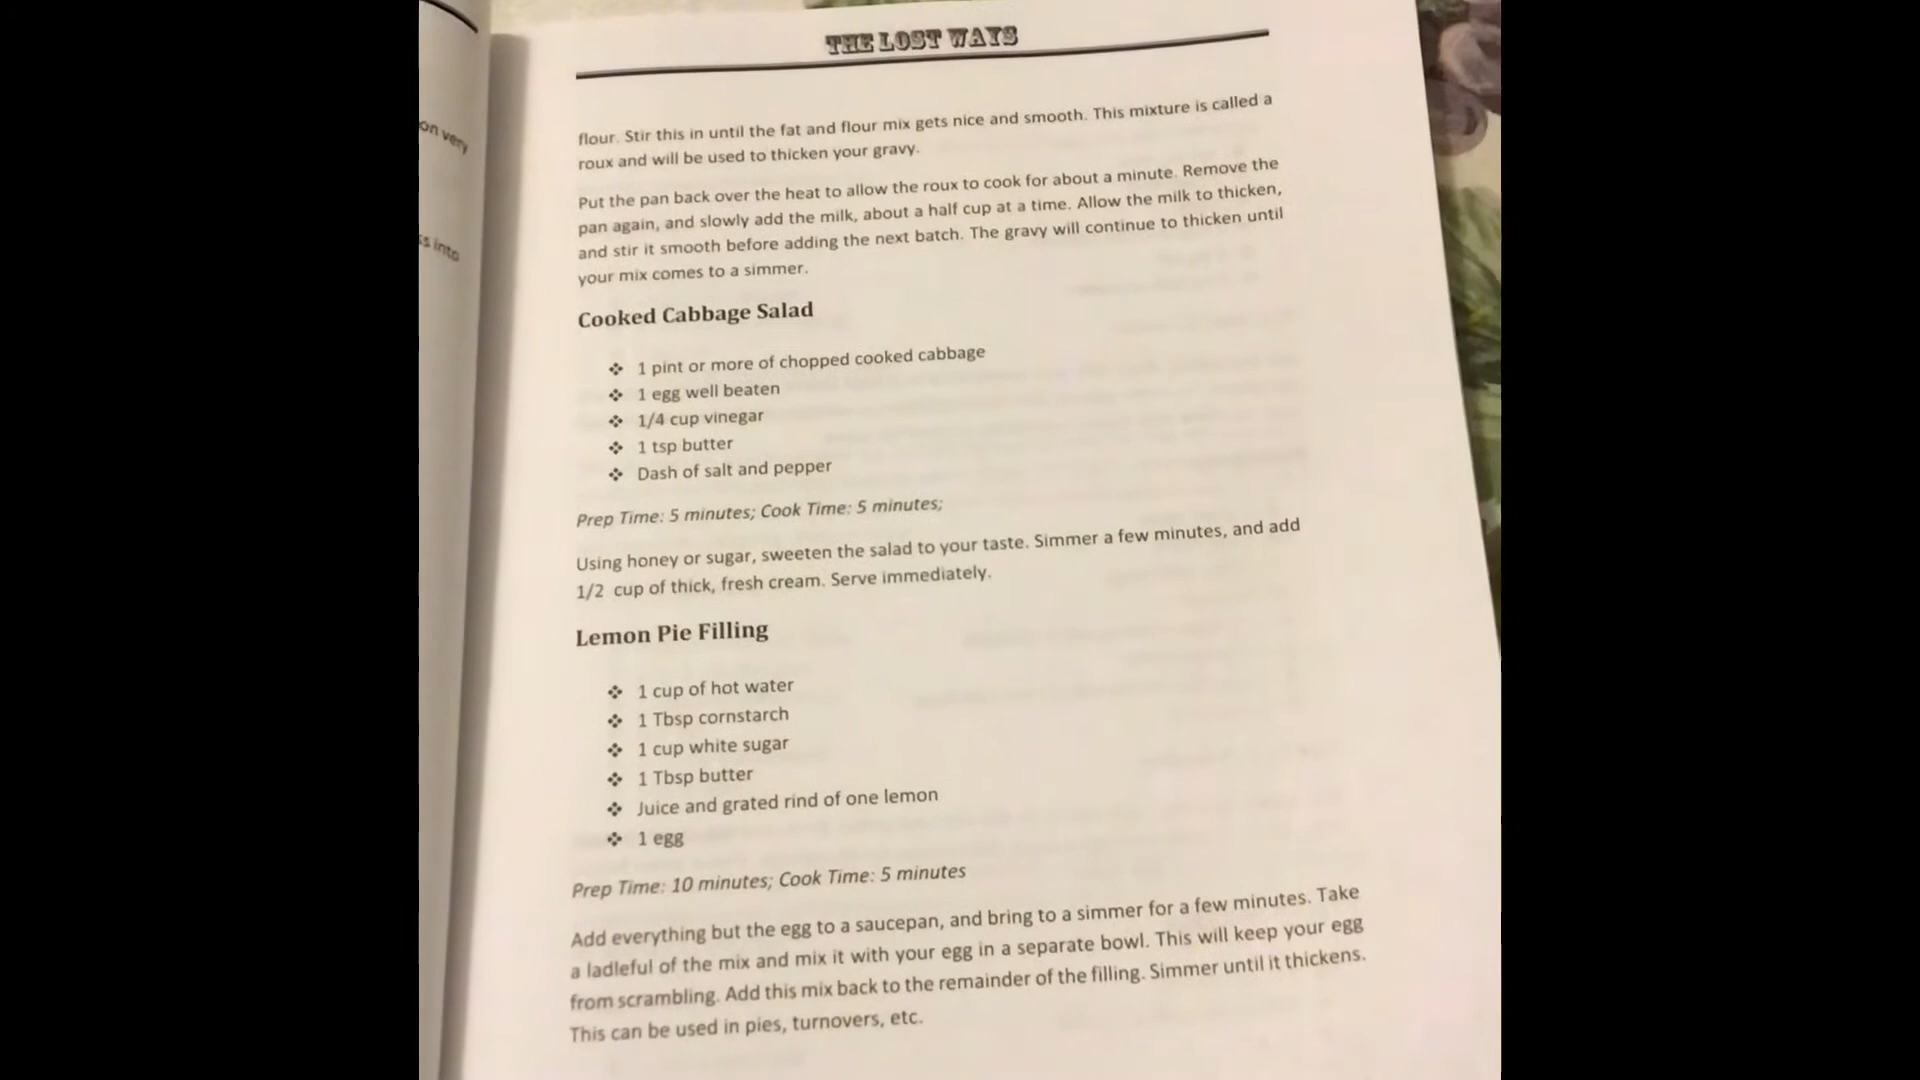 THE LOST WAYS
on very
s into
flour. Stir this in until the fat and flour mix gets nice and smooth. This mixture is called a
roux and will be used to thicken your gravy.
Put the pan back over the heat to allow the roux to cook for about a minute. Remove the
pan again, and slowly add the milk, about a half cup at a time. Allow the milk to thicken,
and stir it smooth before adding the next batch. The gravy will continue to thicken until
your mix comes to a simmer.
Cooked Cabbage Salad
❖ 1 pint or more of chopped cooked cabbage
❖ 1 egg well beaten
❖ 1/4 cup vinegar
❖ 1 tsp butter
❖ Dash of salt and pepper
Prep Time: 5 minutes; Cook Time: 5 minutes;
Using honey or sugar, sweeten the salad to your taste. Simmer a few minutes, and add
1/2 cup of thick, fresh cream. Serve immediately.
Lemon Pie Filling
❖ 1 cup of hot water
❖ 1 Tbsp cornstarch
❖ 1 cup white sugar
❖ 1 Tbsp butter
❖ Juice and grated rind of one lemon
❖ 1 egg
Prep Time: 10 minutes; Cook Time: 5 minutes
Add everything but the egg to a saucepan, and bring to a simmer for a few minutes. Take
a ladleful of the mix and mix it with your egg in a separate bowl. This will keep your egg
from scrambling. Add this mix back to the remainder of the filling. Simmer until it thickens.
This can be used in pies, turnovers, etc.